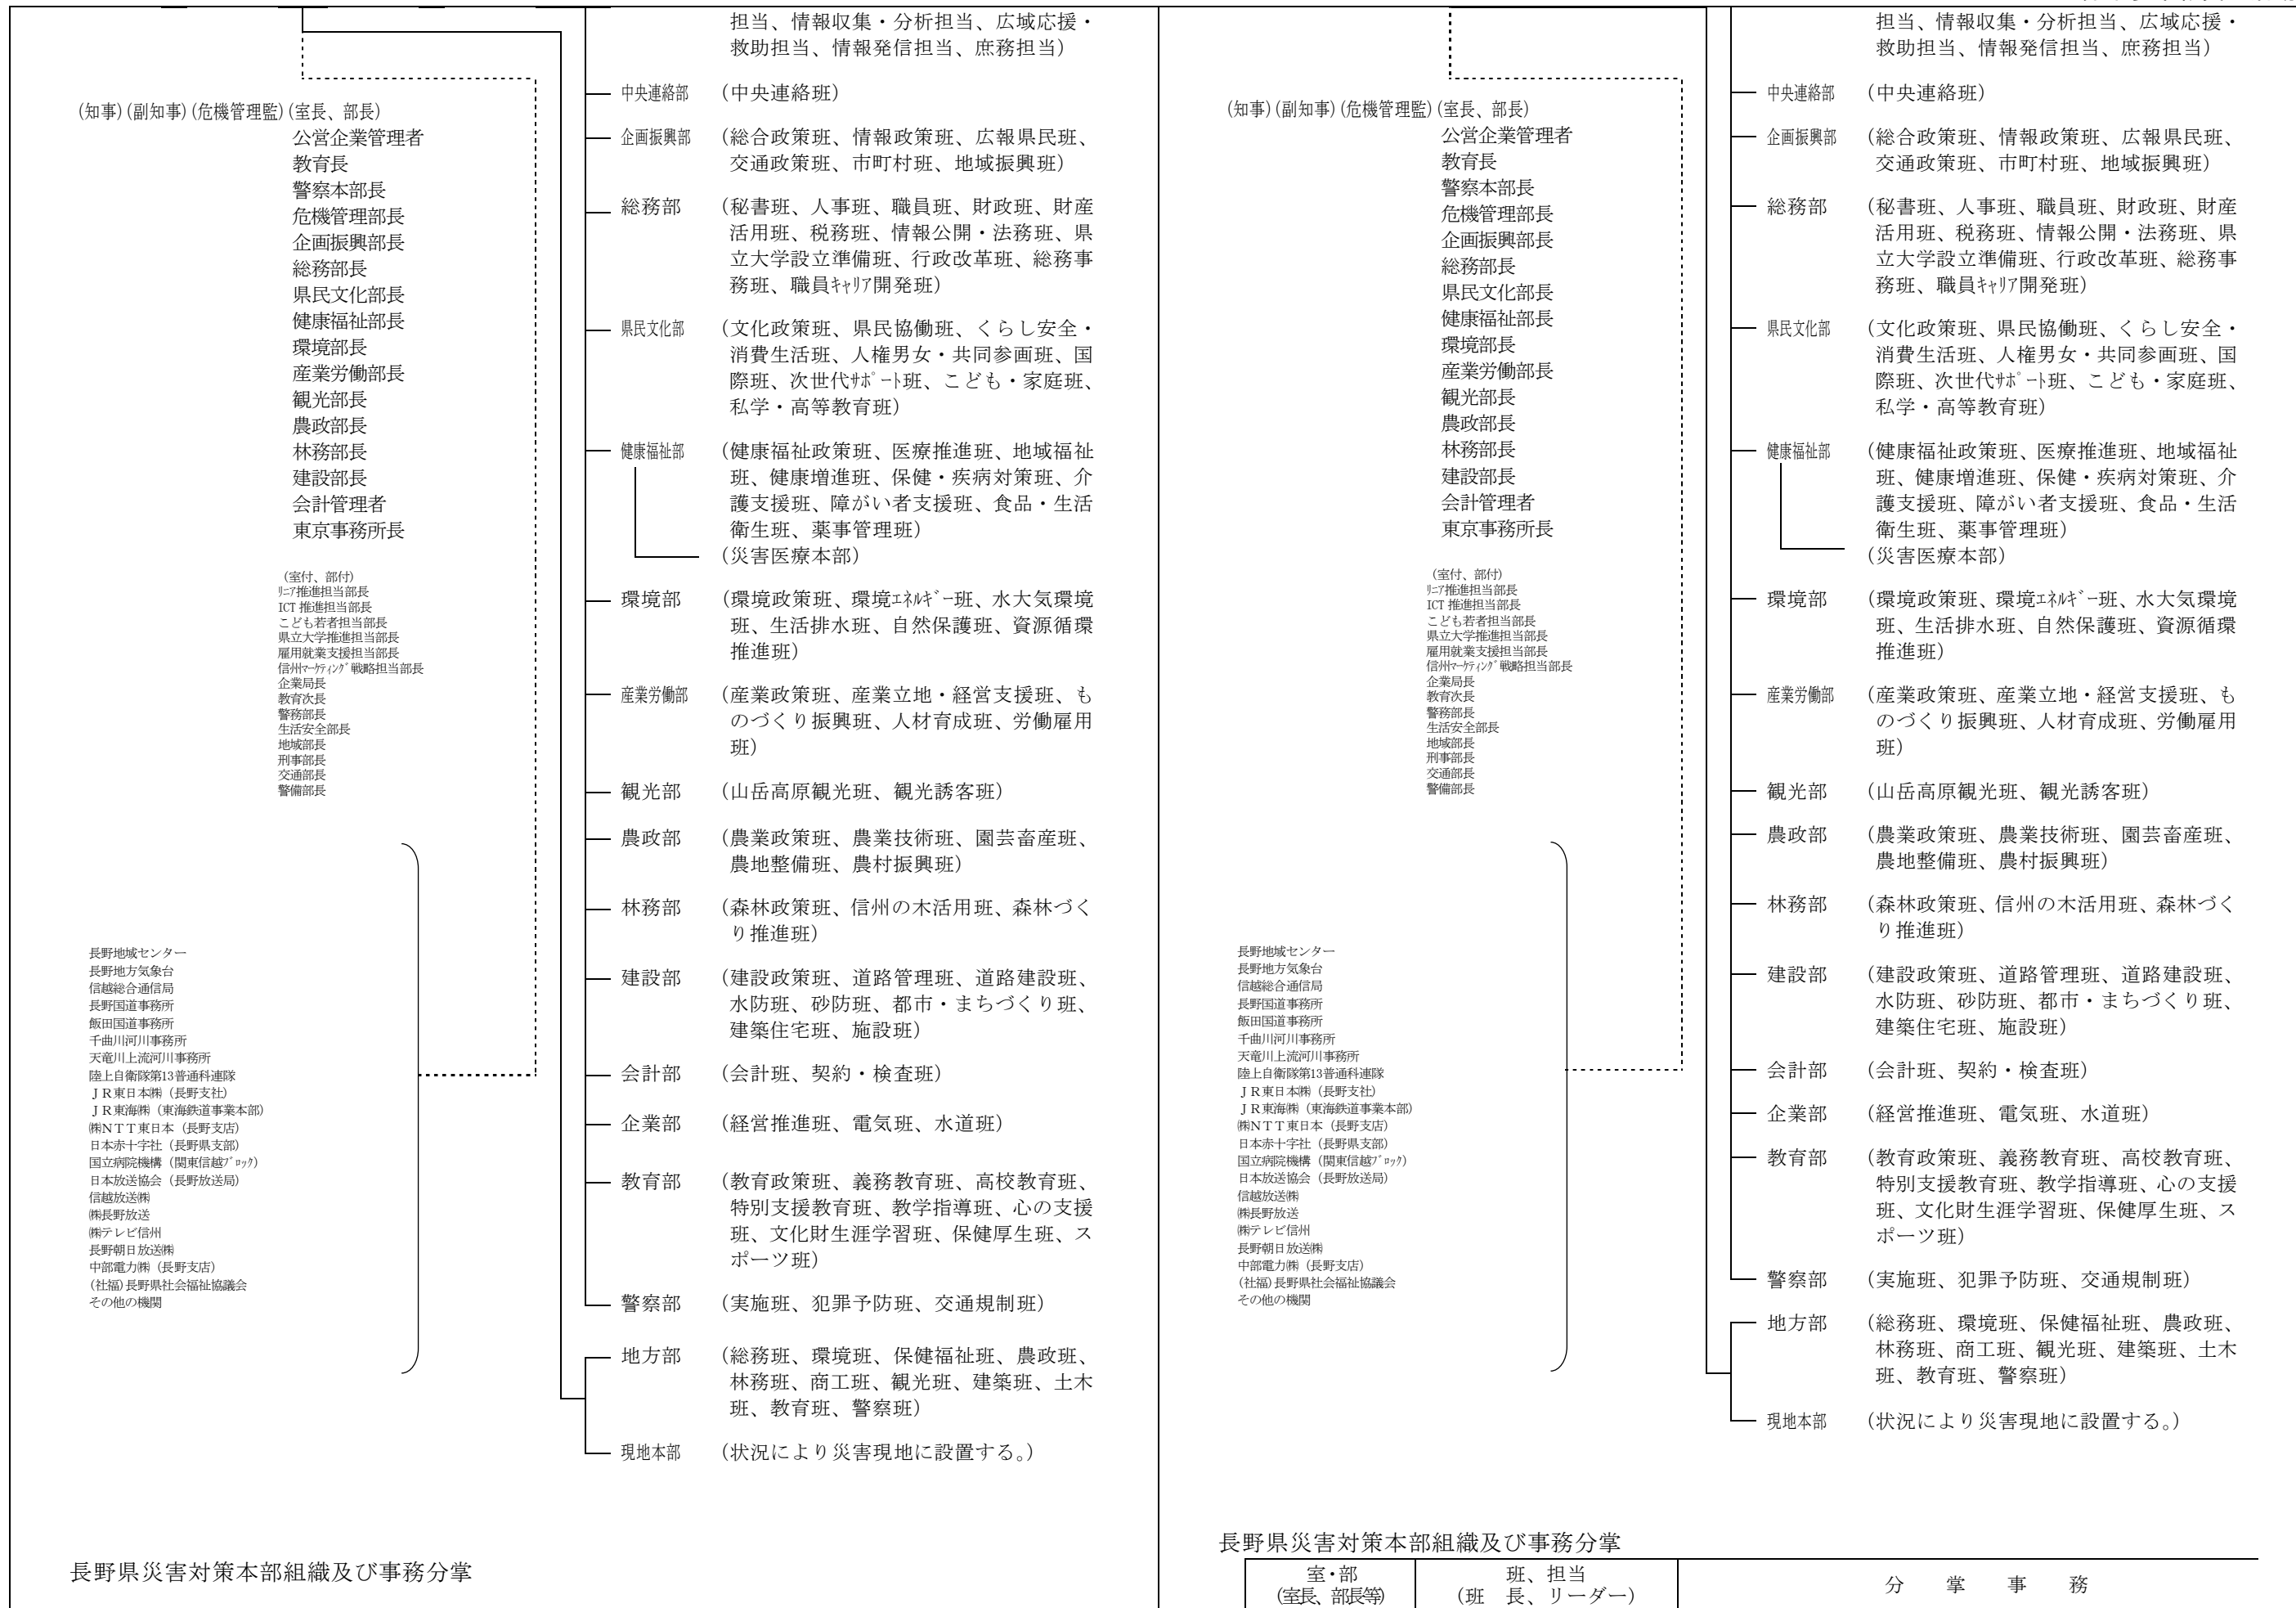 担当、情報収集・分析担当、広域応援・
救助担当、情報発信担当、庶務担当)
(知事)(副知事)(危機管理監)(室長、部長)
公営企業管理者
教育長
警察本部長
危機管理部長
企画振興部長
総務部長
県民文化部長
健康福祉部長
環境部長
産業労働部長
観光部長
農政部長
林務部長
建設部長
会計管理者
東京事務所長
(室付、部付)
ﾘﾆｱ推進担当部長
ICT 推進担当部長
こども若者担当部長
県立大学推進担当部長
雇用就業支援担当部長
信州ﾏｰｹﾃｨﾝｸﾞ戦略担当部長
企業局長
教育次長
警務部長
生活安全部長
地域部長
刑事部長
交通部長
警備部長
長野地域センター
長野地方気象台
信越総合通信局
長野国道事務所
飯田国道事務所
千曲川河川事務所
天竜川上流河川事務所
陸上自衛隊第13普通科連隊
ＪＲ東日本㈱（長野支社）
ＪＲ東海㈱（東海鉄道事業本部）
㈱ＮＴＴ東日本（長野支店）
日本赤十字社（長野県支部）
国立病院機構（関東信越ﾌﾞﾛｯｸ）
日本放送協会（長野放送局）
信越放送㈱
㈱長野放送
㈱テレビ信州
長野朝日放送㈱
中部電力㈱（長野支店）
(社福)長野県社会福祉協議会
その他の機関
中央連絡部 (中央連絡班)
企画振興部 (総合政策班、情報政策班、広報県民班、
交通政策班、市町村班、地域振興班)
総務部 (秘書班、人事班、職員班、財政班、財産
活用班、税務班、情報公開・法務班、県
立大学設立準備班、行政改革班、総務事
務班、職員ｷｬﾘｱ開発班)
県民文化部 (文化政策班、県民協働班、くらし安全・
消費生活班、人権男女・共同参画班、国
際班、次世代ｻﾎﾟｰﾄ班、こども・家庭班、
私学・高等教育班)
健康福祉部 (健康福祉政策班、医療推進班、地域福祉
班、健康増進班、保健・疾病対策班、介
護支援班、障がい者支援班、食品・生活
衛生班、薬事管理班)
(災害医療本部)
環境部 (環境政策班、環境ｴﾈﾙｷﾞｰ班、水大気環境
班、生活排水班、自然保護班、資源循環
推進班)
産業労働部 (産業政策班、産業立地・経営支援班、も
のづくり振興班、人材育成班、労働雇用
班)
観光部 (山岳高原観光班、観光誘客班)
農政部 (農業政策班、農業技術班、園芸畜産班、
農地整備班、農村振興班)
林務部 (森林政策班、信州の木活用班、森林づく
り推進班)
建設部 (建設政策班、道路管理班、道路建設班、
水防班、砂防班、都市・まちづくり班、
建築住宅班、施設班)
会計部 (会計班、契約・検査班)
企業部 (経営推進班、電気班、水道班)
教育部 (教育政策班、義務教育班、高校教育班、
特別支援教育班、教学指導班、心の支援
班、文化財生涯学習班、保健厚生班、ス
ポーツ班)
警察部 (実施班、犯罪予防班、交通規制班)
地方部 (総務班、環境班、保健福祉班、農政班、
林務班、商工班、観光班、建築班、土木
班、教育班、警察班)
現地本部 (状況により災害現地に設置する。)
長野県災害対策本部組織及び事務分掌
担当、情報収集・分析担当、広域応援・
救助担当、情報発信担当、庶務担当)
(知事)(副知事)(危機管理監)(室長、部長)
公営企業管理者
教育長
警察本部長
危機管理部長
企画振興部長
総務部長
県民文化部長
健康福祉部長
環境部長
産業労働部長
観光部長
農政部長
林務部長
建設部長
会計管理者
東京事務所長
(室付、部付)
ﾘﾆｱ推進担当部長
ICT 推進担当部長
こども若者担当部長
県立大学推進担当部長
雇用就業支援担当部長
信州ﾏｰｹﾃｨﾝｸﾞ戦略担当部長
企業局長
教育次長
警務部長
生活安全部長
地域部長
刑事部長
交通部長
警備部長
長野地域センター
長野地方気象台
信越総合通信局
長野国道事務所
飯田国道事務所
千曲川河川事務所
天竜川上流河川事務所
陸上自衛隊第13普通科連隊
ＪＲ東日本㈱（長野支社）
ＪＲ東海㈱（東海鉄道事業本部）
㈱ＮＴＴ東日本（長野支店）
日本赤十字社（長野県支部）
国立病院機構（関東信越ﾌﾞﾛｯｸ）
日本放送協会（長野放送局）
信越放送㈱
㈱長野放送
㈱テレビ信州
長野朝日放送㈱
中部電力㈱（長野支店）
(社福)長野県社会福祉協議会
その他の機関
中央連絡部 (中央連絡班)
企画振興部 (総合政策班、情報政策班、広報県民班、
交通政策班、市町村班、地域振興班)
総務部 (秘書班、人事班、職員班、財政班、財産
活用班、税務班、情報公開・法務班、県
立大学設立準備班、行政改革班、総務事
務班、職員ｷｬﾘｱ開発班)
県民文化部 (文化政策班、県民協働班、くらし安全・
消費生活班、人権男女・共同参画班、国
際班、次世代ｻﾎﾟｰﾄ班、こども・家庭班、
私学・高等教育班)
健康福祉部 (健康福祉政策班、医療推進班、地域福祉
班、健康増進班、保健・疾病対策班、介
護支援班、障がい者支援班、食品・生活
衛生班、薬事管理班)
(災害医療本部)
環境部 (環境政策班、環境ｴﾈﾙｷﾞｰ班、水大気環境
班、生活排水班、自然保護班、資源循環
推進班)
産業労働部 (産業政策班、産業立地・経営支援班、も
のづくり振興班、人材育成班、労働雇用
班)
観光部 (山岳高原観光班、観光誘客班)
農政部 (農業政策班、農業技術班、園芸畜産班、
農地整備班、農村振興班)
林務部 (森林政策班、信州の木活用班、森林づく
り推進班)
建設部 (建設政策班、道路管理班、道路建設班、
水防班、砂防班、都市・まちづくり班、
建築住宅班、施設班)
会計部 (会計班、契約・検査班)
企業部 (経営推進班、電気班、水道班)
教育部 (教育政策班、義務教育班、高校教育班、
特別支援教育班、教学指導班、心の支援
班、文化財生涯学習班、保健厚生班、ス
ポーツ班)
警察部 (実施班、犯罪予防班、交通規制班)
地方部 (総務班、環境班、保健福祉班、農政班、
林務班、商工班、観光班、建築班、土木
班、教育班、警察班)
現地本部 (状況により災害現地に設置する。)
長野県災害対策本部組織及び事務分掌
室・部
(室長、部長等)
班、担当
(班　長、リーダー)
分　掌　事　務